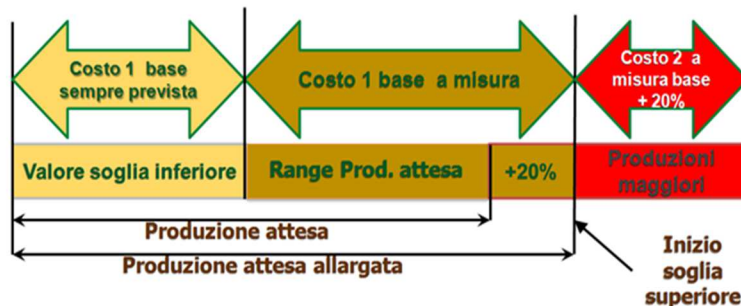 Costo 1 base
sempre prevista
Costo 1 base a misura
Costo 2 a
misura base
+ 20%
Valore soglia inferiore
Range Prod. attesa
+20%
Produzioni
maggiori
Produzione attesa
Produzione attesa allargata
Inizio
soglia
superiore